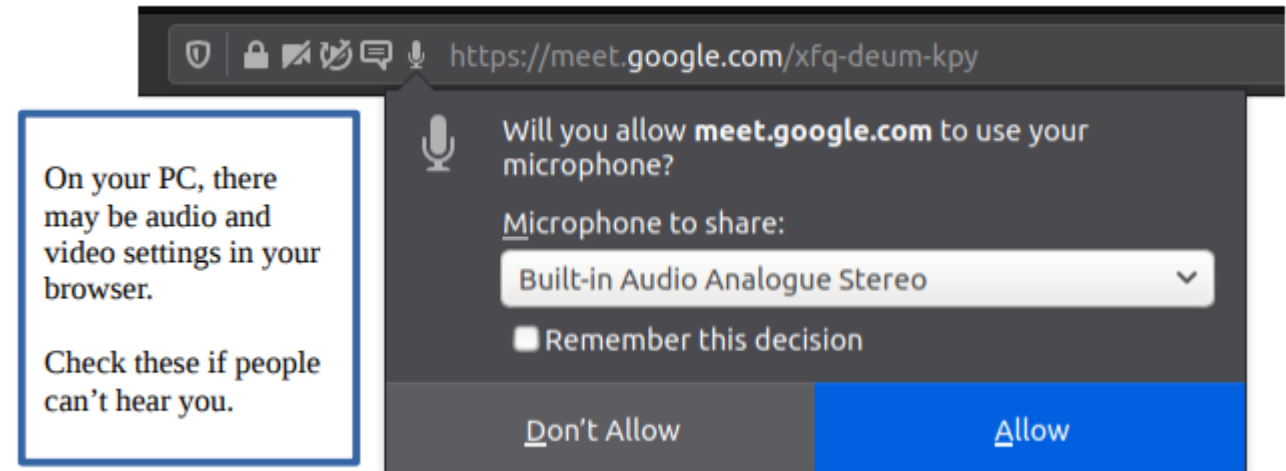 https://meet.google.com/xfq-deum-kpy
On your PC, there
may be audio and
video settings in your
browser.
Check these if people
can’t hear you.
Will you allow meet.google.com to use your
microphone?
Microphone to share:
Built-in Audio Analogue Stereo
Remember this decision
Don’t Allow
Allow